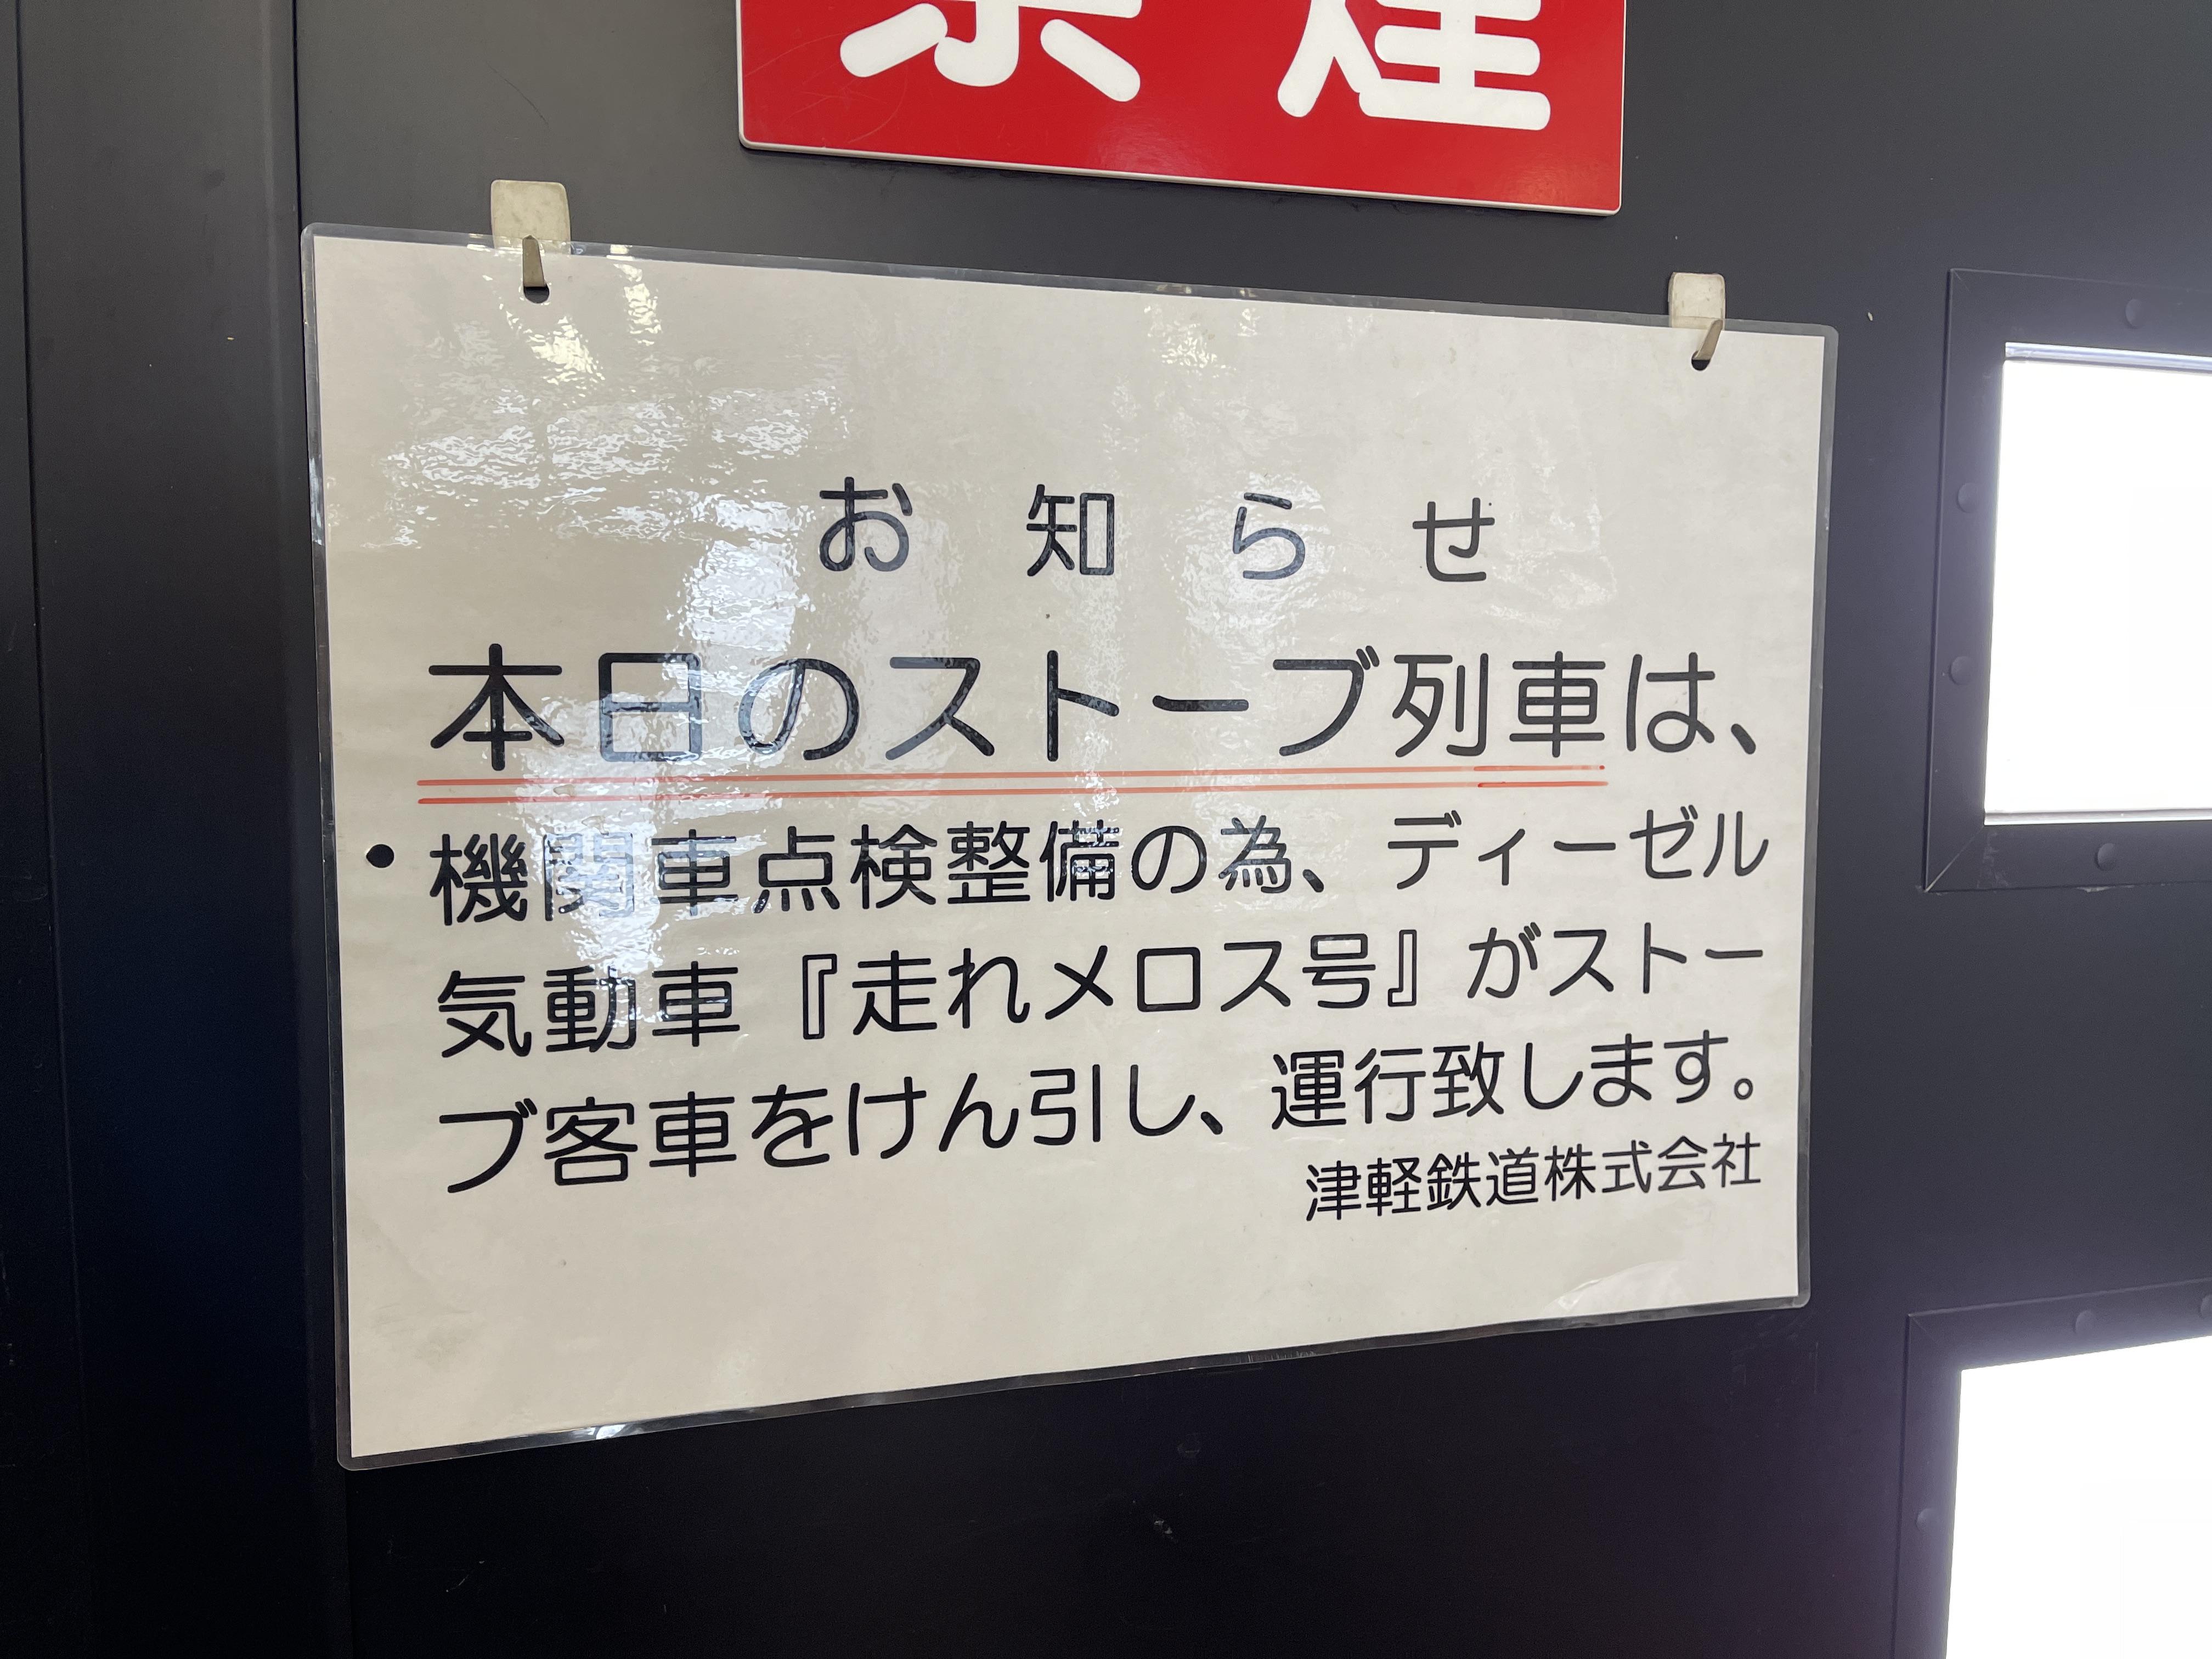 禁煙
お知らせ
本日のストーブ列車は、
・機関車点検整備の為、ディーゼル
気動車『走れメロス号』がストー
ブ客車をけん引し、運行致します。
津軽鉄道株式会社